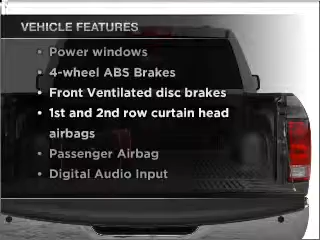 VEHICLE FEATURES
• Power windows
• 4-wheel ABS Brakes
• Front Ventilated disc brakes
• 1st and 2nd row curtain head
airbags
• Passenger Airbag
• Digital Audio Input